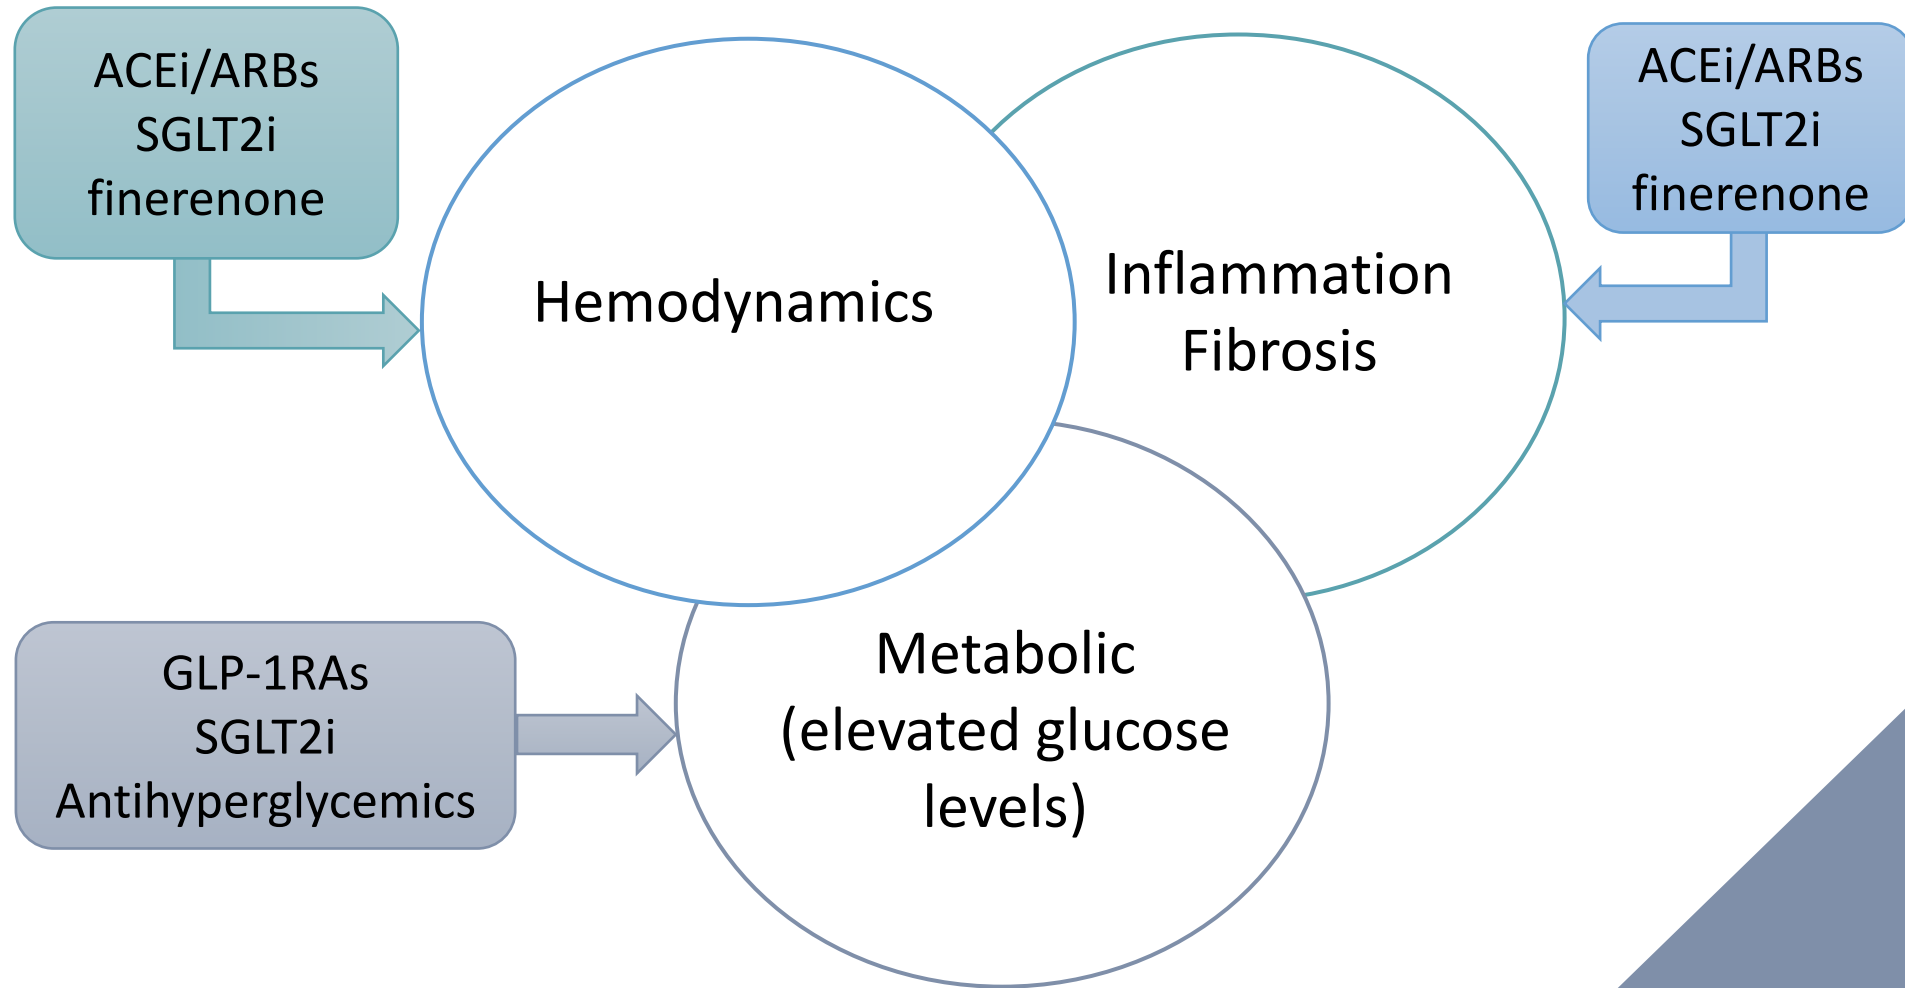 ACEi/ARBs
SGLT2i
finerenone
Hemodynamics
Inflammation
Fibrosis
ACEi/ARBs
SGLT2i
finerenone
GLP-1RAs
SGLT2i
Antihyperglycemics
Metabolic
(elevated glucose
levels)